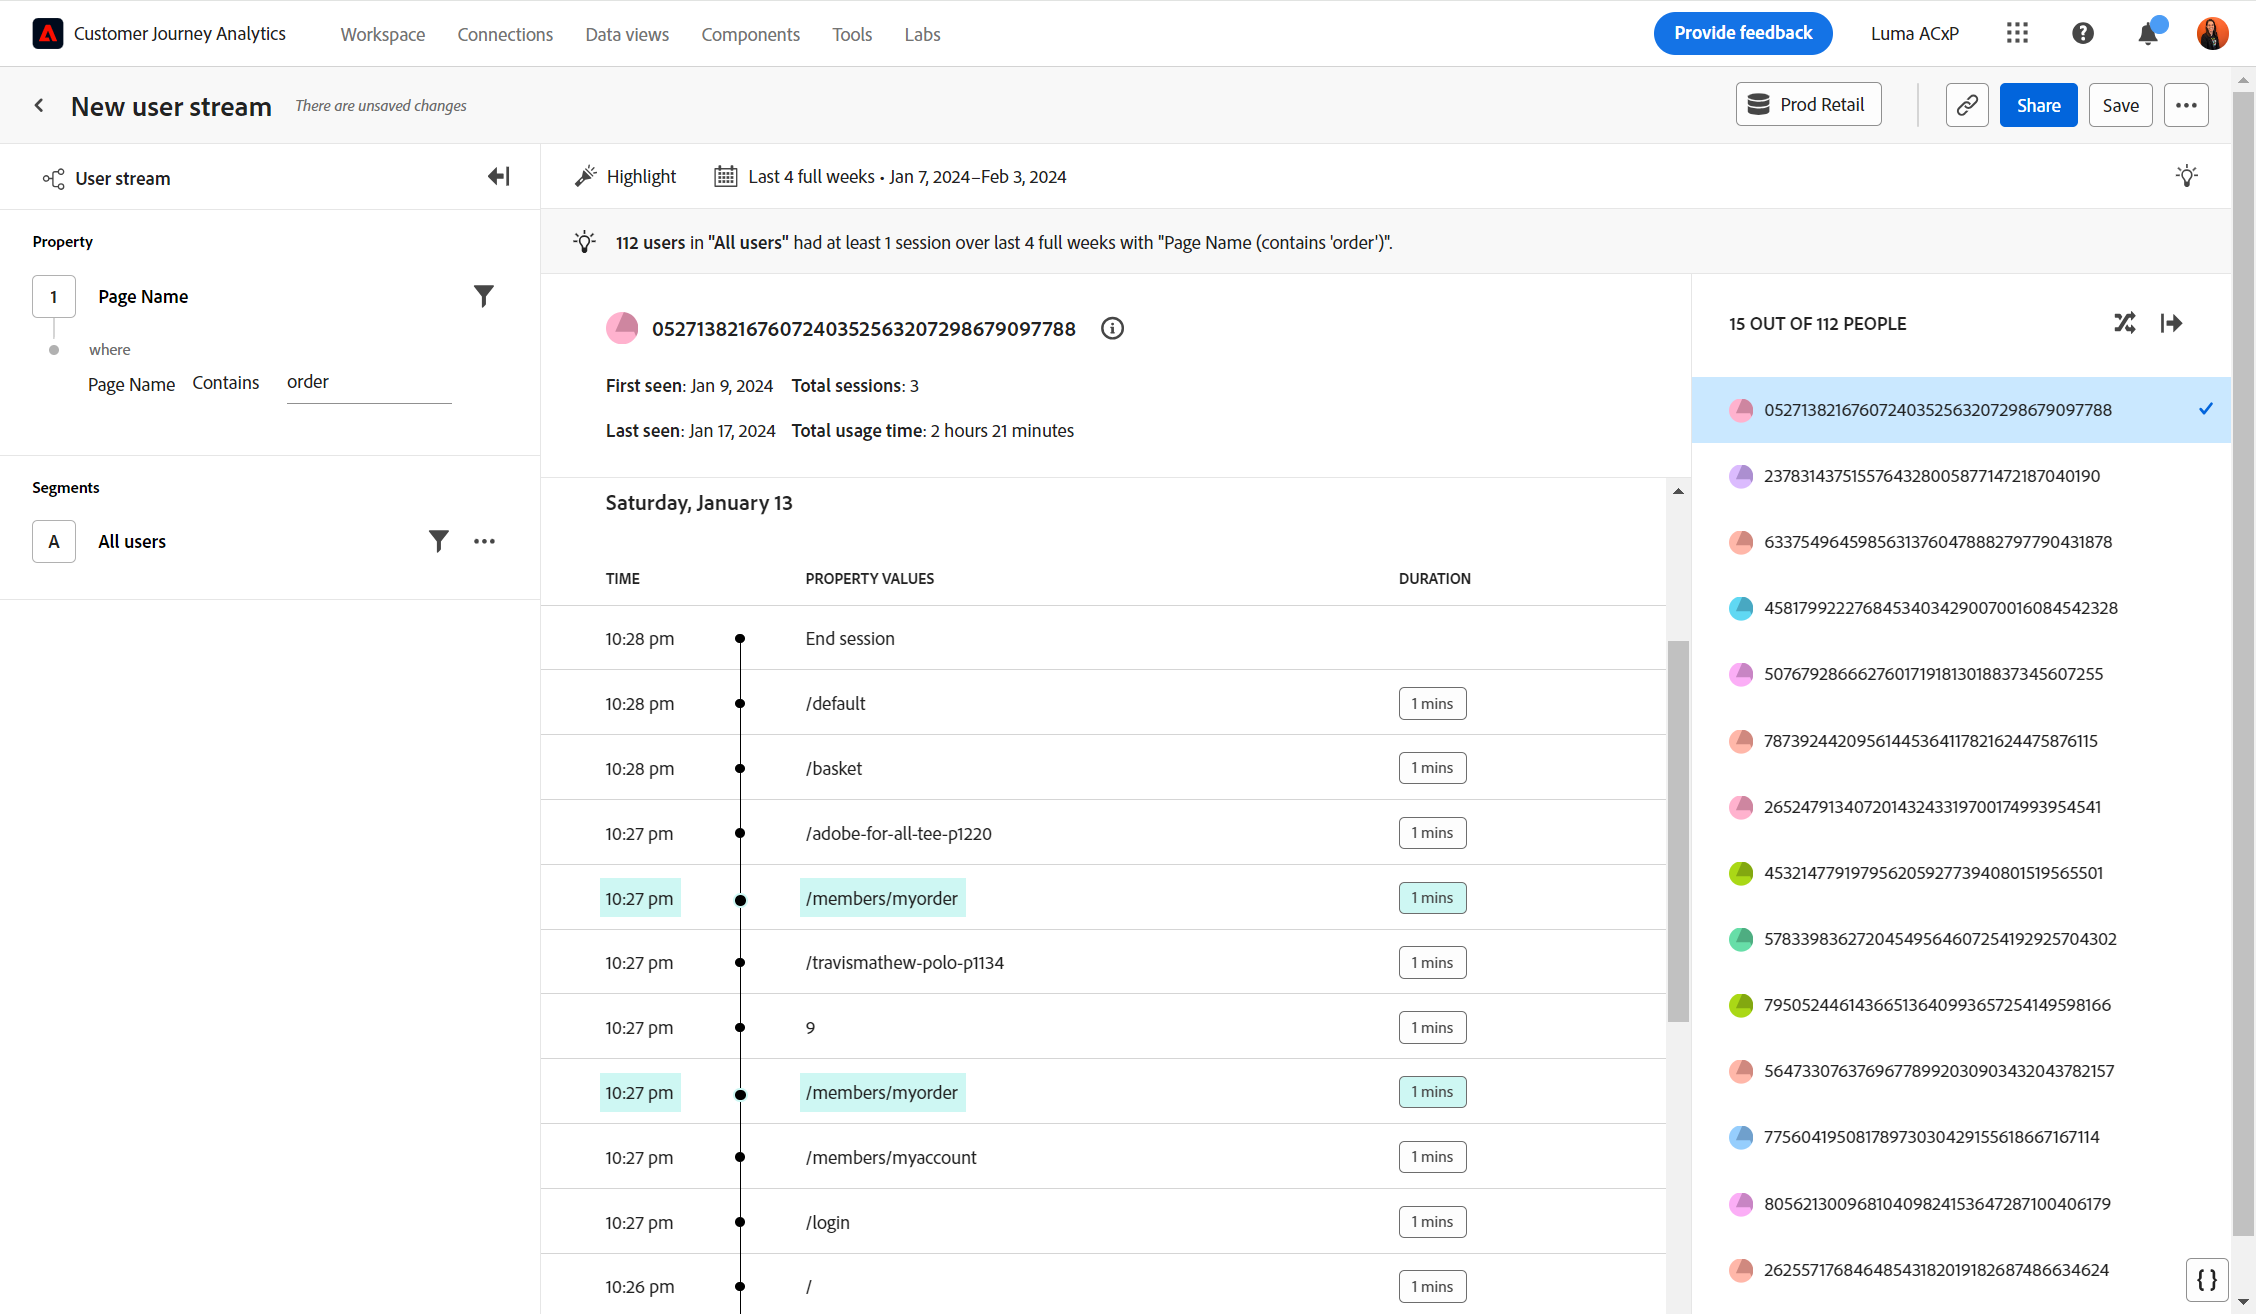 Customer Journey Analytics
Workspace
Connections
Data views
Components
Tools
Labs
Provide feedback
Luma ACxP
New user stream
There are unsaved changes
Prod Retail
Share
Save
User stream
Highlight
Last 4 full weeks • Jan 7, 2024–Feb 3, 2024
Property
1
Page Name
where
Page Name Contains order
Segments
A
All users
112 users in "All users" had at least 1 session over last 4 full weeks with "Page Name (contains 'order')".
05271382167607240352563207298679097788
First seen: Jan 9, 2024 Total sessions: 3
Last seen: Jan 17, 2024 Total usage time: 2 hours 21 minutes
Saturday, January 13
TIME PROPERTY VALUES DURATION
10:28 pm End session
10:28 pm /default 1 mins
10:28 pm /basket 1 mins
10:27 pm /adobe-for-all-tee-p1220 1 mins
10:27 pm /members/myorder 1 mins
10:27 pm /travismathew-polo-p1134 1 mins
10:27 pm 9 1 mins
10:27 pm /members/myorder 1 mins
10:27 pm /members/myaccount 1 mins
10:27 pm /login 1 mins
10:26 pm / 1 mins
15 OUT OF 112 PEOPLE
05271382167607240352563207298679097788
23783143751557643280058771472187040190
63375496459856313760478882797790431878
45817992227684534034290070016084542328
50767928666276017191813018837345607255
78739244209561445364117821624475876115
26524791340720143243319700174993954541
45321477919795620592773940801519565501
57833983627204549564607254192925704302
79505244614366513640993657254149598166
56473307637696778992030903432043782157
77560419508178973030429155618667167114
80562130096810409824153647287100406179
26255717684648543182019182687486634624
{}